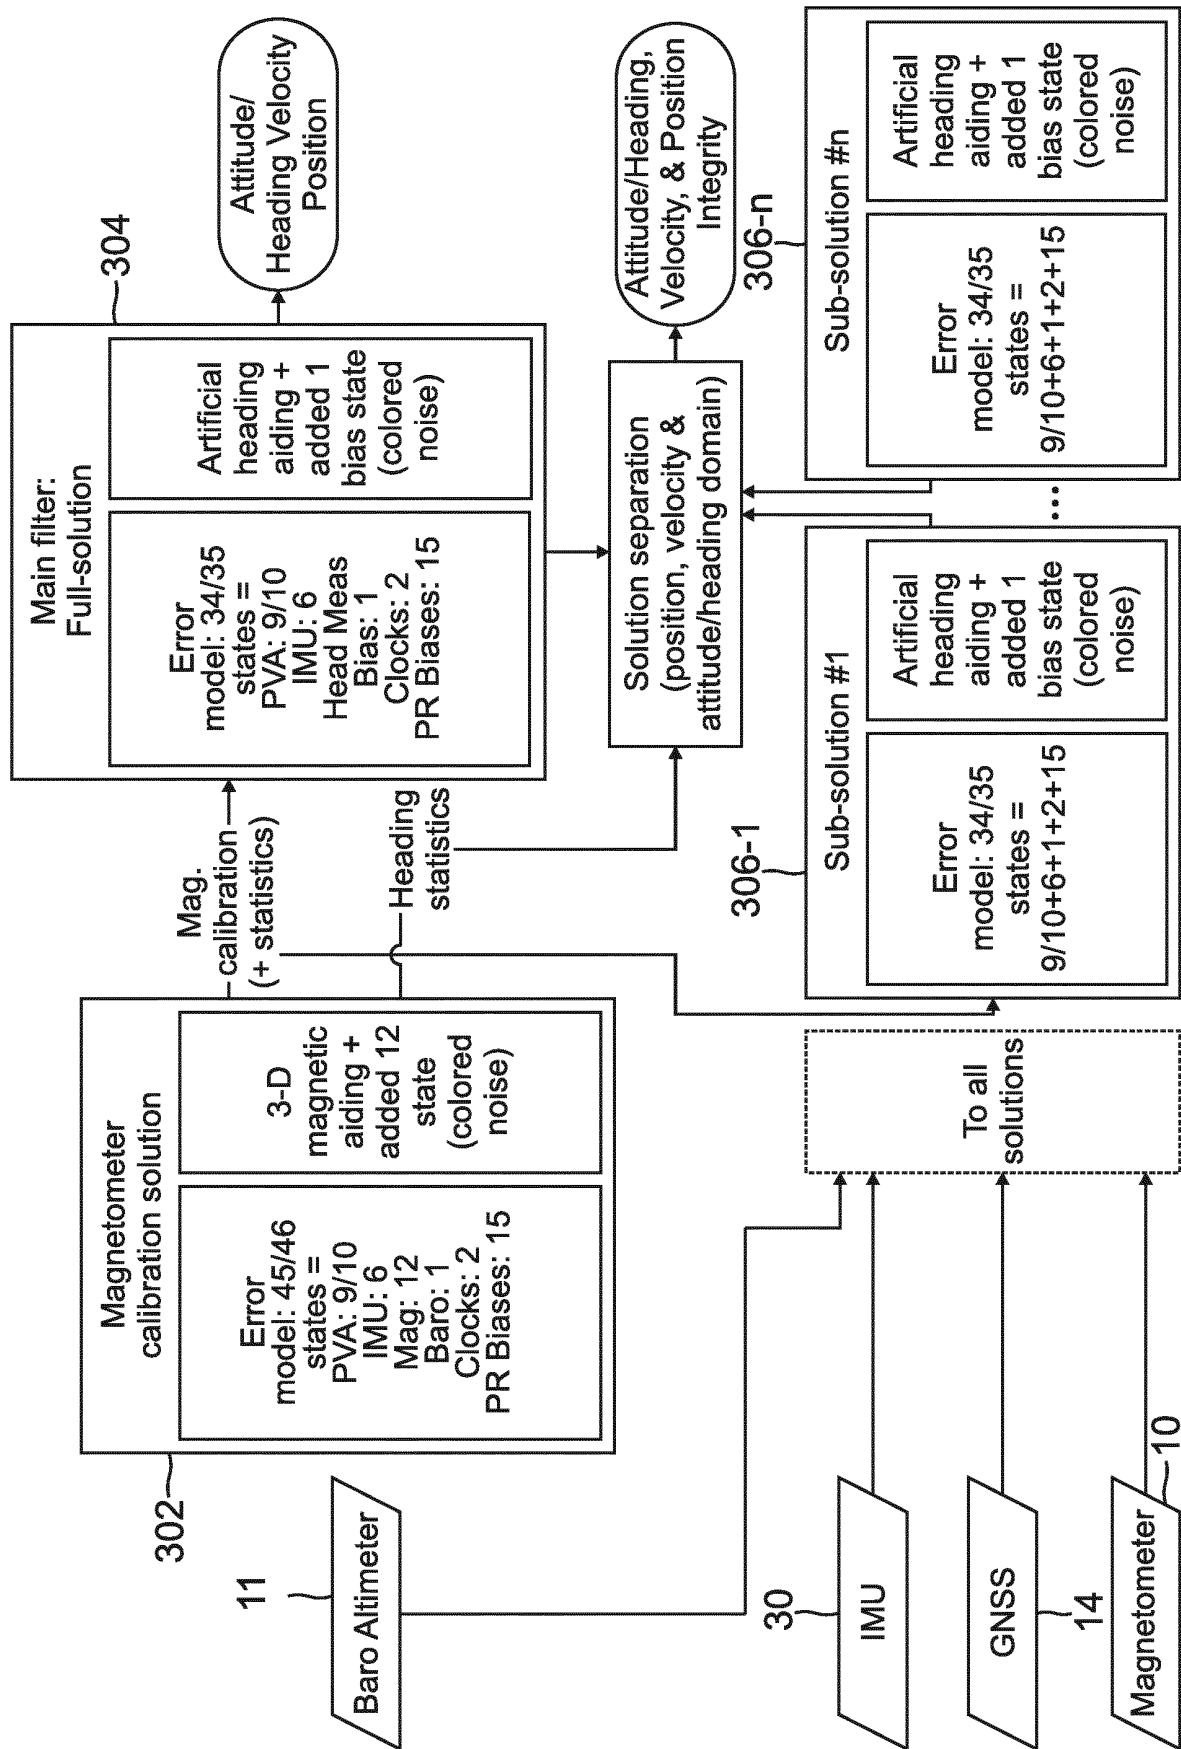 11
Baro Altimeter
30
IMU
GNSS
14
Magnetometer
10
302
Magnetometer
calibration solution
Error
model: 45/46
states =
PVA: 9/10
IMU: 6
Mag: 12
Baro: 1
Clocks: 2
PR Biases: 15
3-D
magnetic
aiding +
added 12
state
(colored
noise)
To all
solutions
Mag.
calibration
(+ statistics)
Heading
statistics
304
Main filter:
Full-solution
Error
model: 34/35
states =
PVA: 9/10
IMU: 6
Head Meas
Bias: 1
Clocks: 2
PR Biases: 15
Artificial
heading
aiding +
added 1
bias state
(colored
noise)
Attitude/
Heading Velocity
Position
Solution separation
(position, velocity &
attitude/heading domain)
Attitude/Heading,
Velocity, & Position
Integrity
306-1
Sub-solution #1
Error
model: 34/35
states =
9/10+6+1+2+15
Artificial
heading
aiding +
added 1
bias state
(colored
noise)
...
306-n
Sub-solution #n
Error
model: 34/35
states =
9/10+6+1+2+15
Artificial
heading
aiding +
added 1
bias state
(colored
noise)